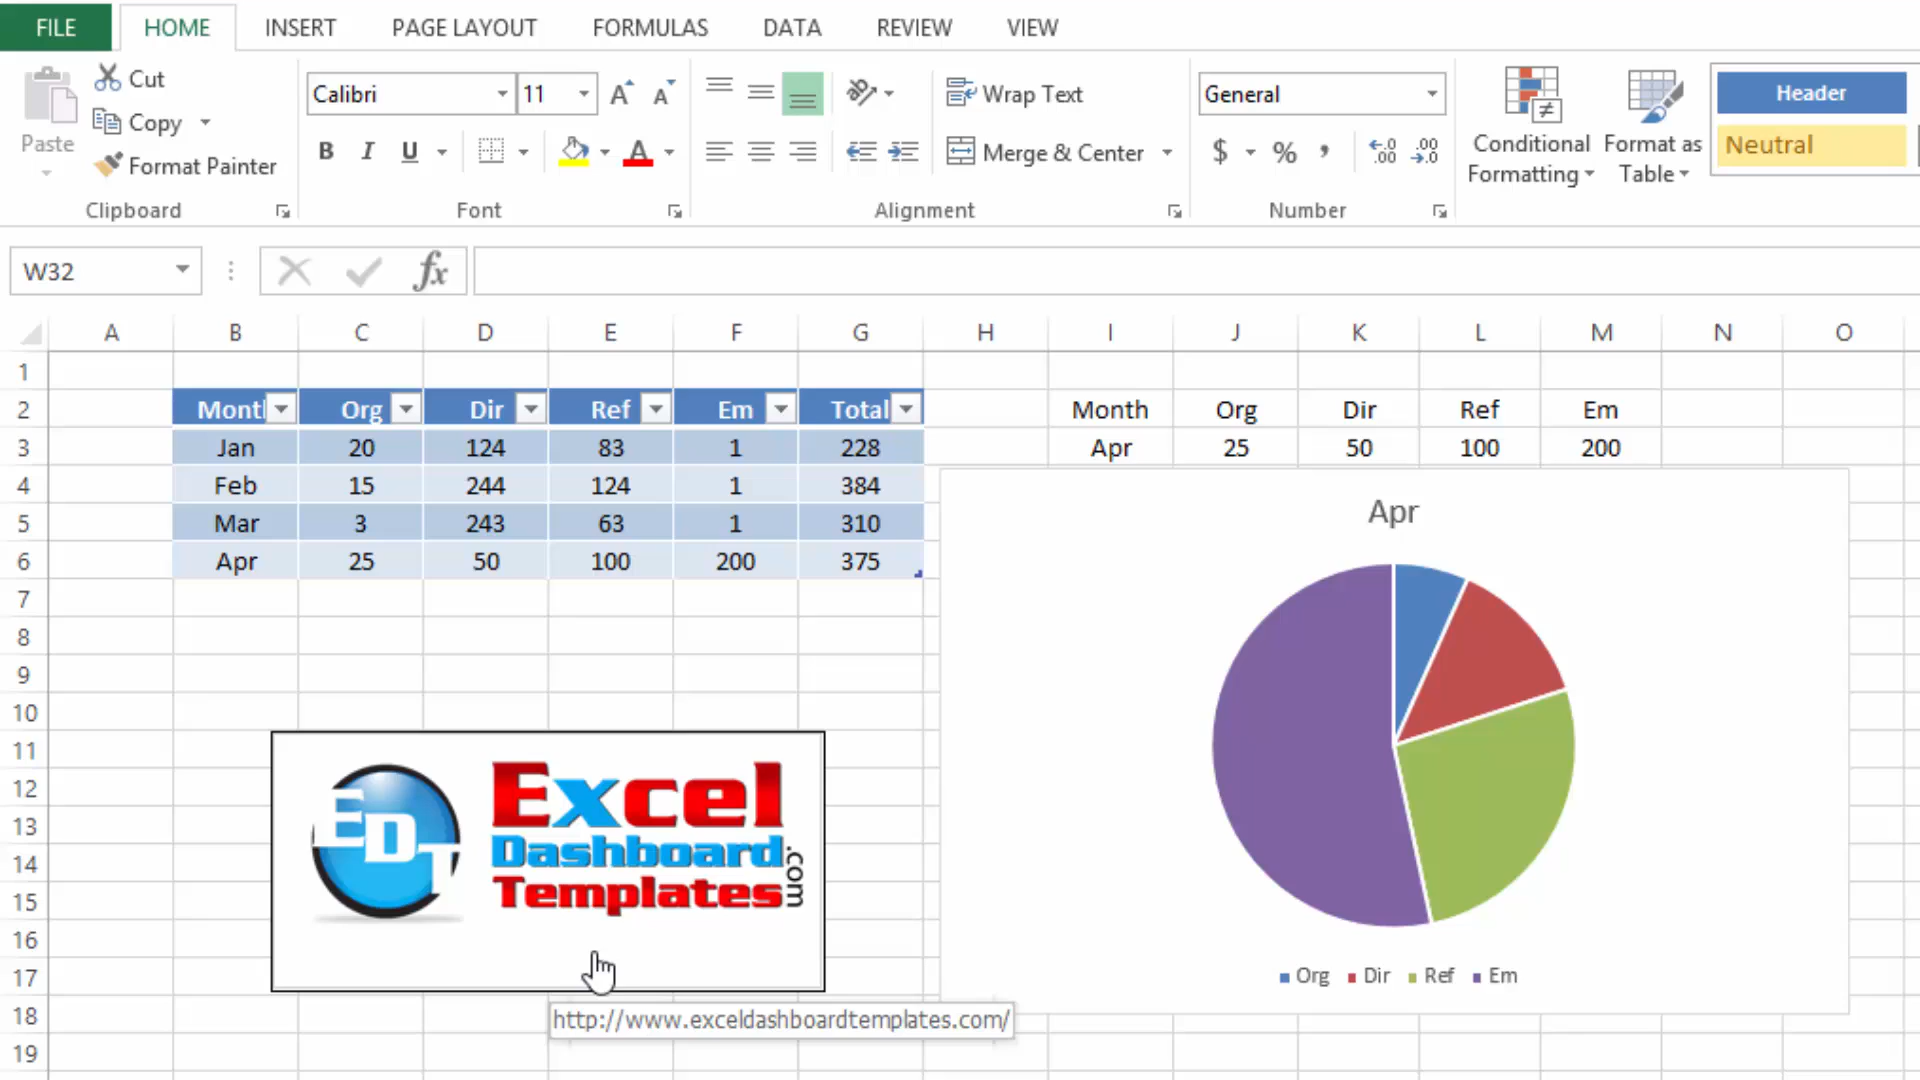 FILE HOME INSERT PAGE LAYOUT FORMULAS DATA REVIEW VIEW
Paste
Cut
Copy
Format Painter
Clipboard
Calibri 11
B I U A
Font
Wrap Text
Merge & Center
Alignment
General
$ % , .0 .00 .00 .0
Number
Conditional
Formatting
Format as
Table
Header
Neutral
W32 fx
A B C D E F G H I J K L M N O
1
2 Mont Org Dir Ref Em Total Month Org Dir Ref Em
3 Jan 20 124 83 1 228 Apr 25 50 100 200
4 Feb 15 244 124 1 384
5 Mar 3 243 63 1 310
6 Apr 25 50 100 200 375
7
8
9
10
11
12
13
14
15
16
17
18
19
Apr
Org Dir Ref Em
EDT
Excel
Dashboard
Templates
.com
http://www.exceldashboardtemplates.com/